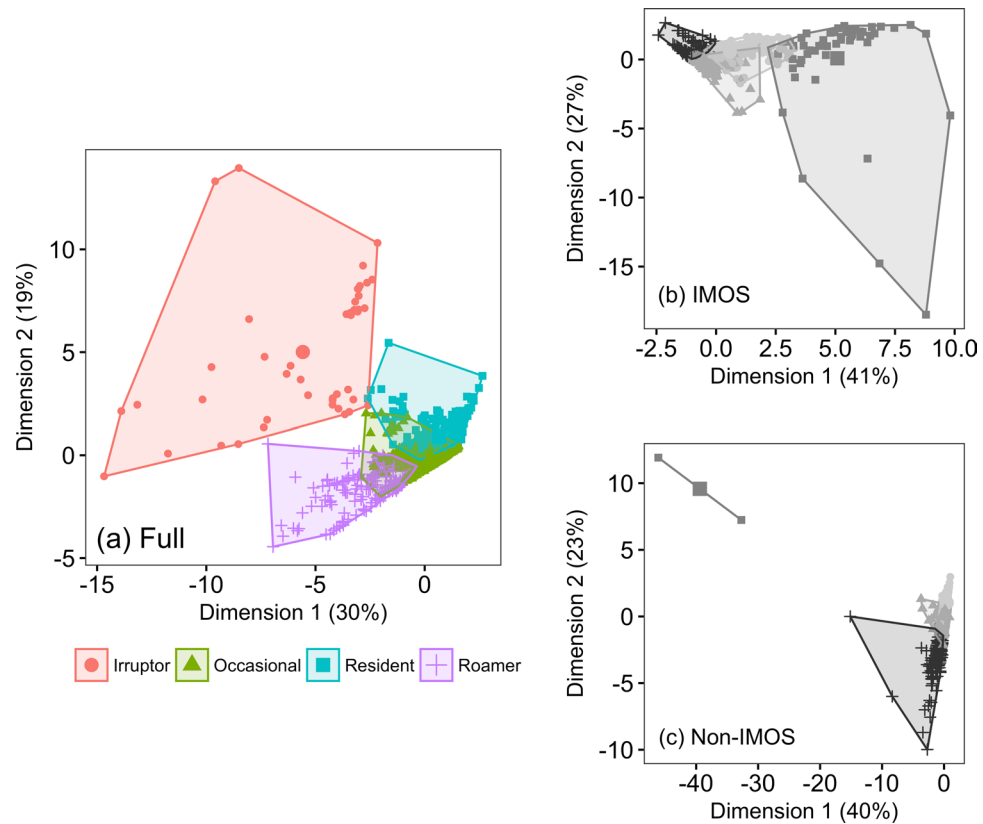 Dimension 2 (19%)
10
5
0
-5
(a) Full
-15
-10
-5
0
Dimension 1 (30%)
Irruptor
Occasional
Resident
Roamer
Dimension 2 (27%)
0
-5
-10
-15
(b) IMOS
-2.5
0.0
2.5
5.0
7.5
10.0
Dimension 1 (41%)
Dimension 2 (23%)
10
5
0
-5
-10
(c) Non-IMOS
-40
-30
-20
-10
0
Dimension 1 (40%)